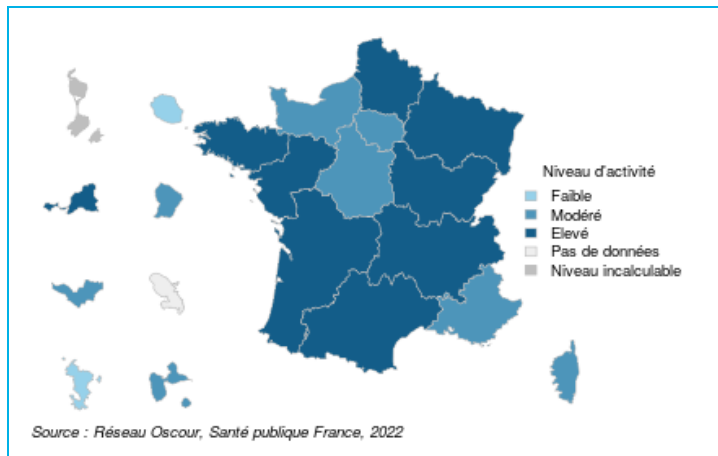 Niveau d'activité
Faible
Modéré
Elevé
Pas de données
Niveau incalculable
Source : Réseau Oscour, Santé publique France, 2022